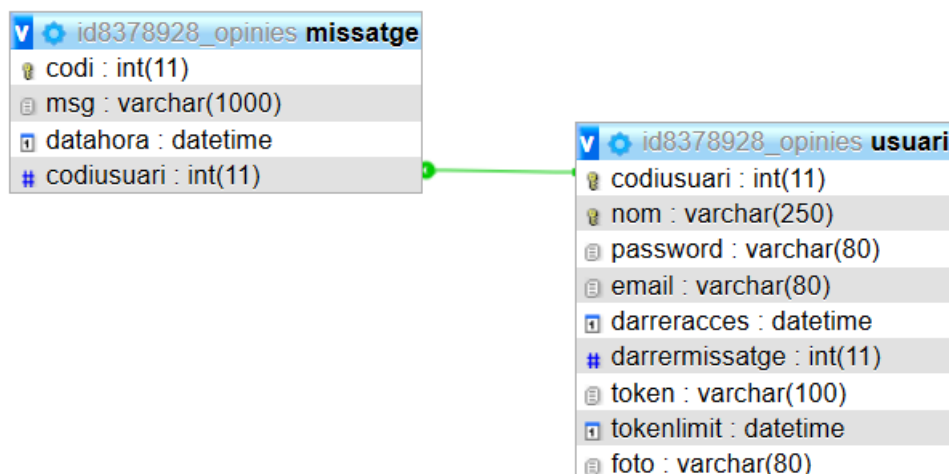 id8378928_opinies missatge
codi : int(11)
msg : varchar(1000)
datahora : datetime
codiusuari : int(11)
id8378928_opinies usuari
codiusuari : int(11)
nom : varchar(250)
password : varchar(80)
email : varchar(80)
darreracces : datetime
darrermissatge : int(11)
token : varchar(100)
tokenlimit : datetime
foto : varchar(80)